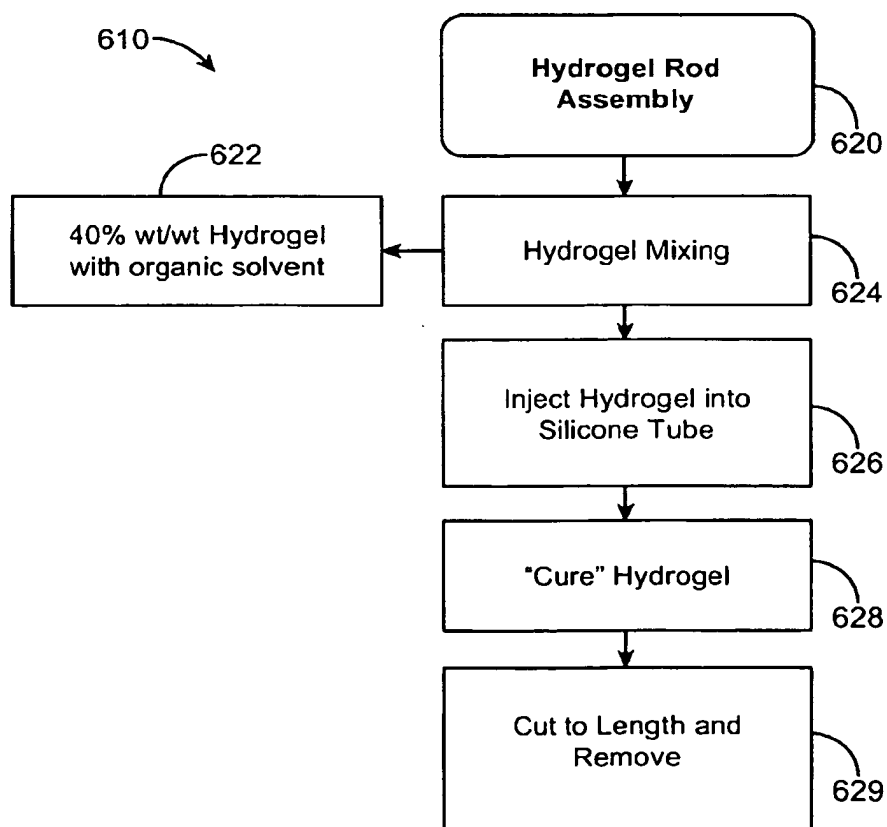 610
Hydrogel Rod
Assembly
620
622
40% wt/wt Hydrogel
with organic solvent
Hydrogel Mixing
624
Inject Hydrogel into
Silicone Tube
626
"Cure" Hydrogel
628
Cut to Length and
Remove
629